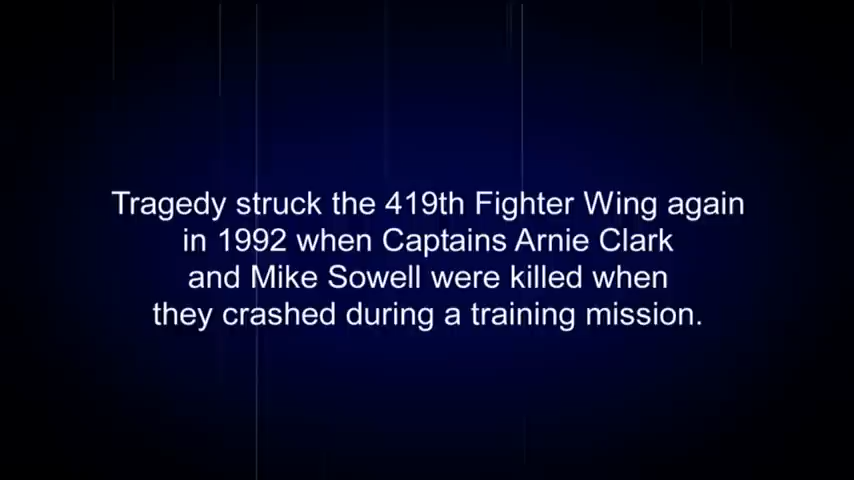 Tragedy struck the 419th Fighter Wing again
in 1992 when Captains Arnie Clark
and Mike Sowell were killed when
they crashed during a training mission.